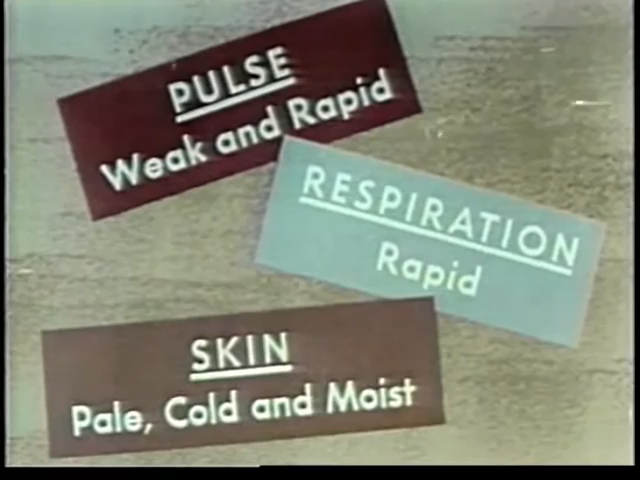 PULSE
Weak and Rapid
RESPIRATION
Rapid
SKIN
Pale, Cold and Moist